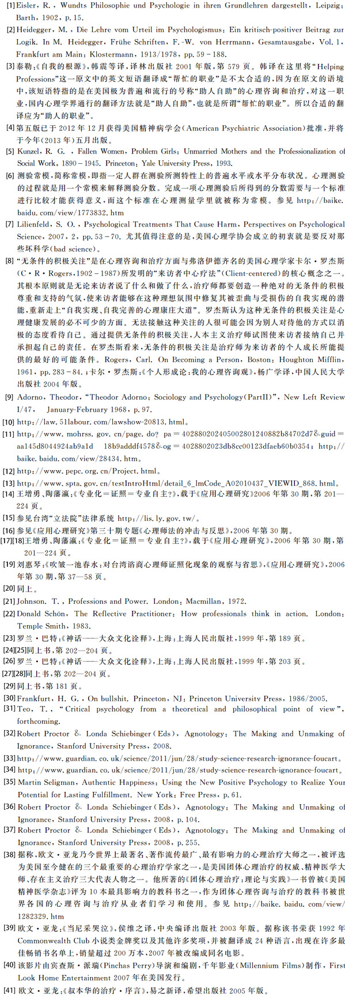 [1] Eisler, R., Wundts Philosophie und Psychologie in ihren Grundlehren dargestellt, Leipzig:
Barth, 1902, p. 15.
[2] Heidegger, M., Die Lehre vom Urteil im Psychologismus: Ein kritisch-positiver Beitrag zur
Logik. In M. Heidegger, Frühe Schriften, F.-W. von Herrmann, Gesamtausgabe, Vol. 1,
Frankfurt am Main: Klostermann, 1913/1978, pp. 59-188.
[3] 泰勒:《自我的根源》,韩震等译,译林出版社 2001 年版,第 579 页。韩译在这里将“Helping
Professions”这一原文中的英文短语翻译成“帮忙的职业”是不太合适的,因为在原文的语境
中,该短语特指的是在美国极为普遍和流行的号称“助人自助”的心理咨询和治疗,对这一职
业,国内心理学界通行的翻译方法就是“助人自助”,也就是所谓“帮忙的职业”。所以合适的翻
译应为“助人的职业”。
[4] 第五版已于 2012 年 12 月获得美国精神病学会(American Psychiatric Association)批准,并将
于今年(2013 年)五月出版。
[5] Kunzel, R. G. , Fallen Women, Problem Girls: Unmarried Mothers and the Professionalization of
Social Work, 1890-1945. Princeton: Yale University Press, 1993.
[6] 测验常模,简称常模,即指一定人群在测验所测特性上的普遍水平或水平分布状况。心理测验
的过程就是用一个常模来解释测验分数。完成一项心理测验后所得到的分数需要与一个标准
进行比较才能获得意义,而这个标准在心理测量学里就被称为常模。参见 http://baike.
baidu.com/view/1773832.htm
[7] Lilienfeld, S. O., Psychological Treatments That Cause Harm, Perspectives on Psychological
Science, 2007, 2, pp. 53-70. 尤其值得注意的是,美国心理学协会成立的初衷就是要反对那
些坏科学(bad science)。
[8] “无条件的积极关注”是在心理咨询和治疗方面与弗洛伊德齐名的美国心理学家卡尔·罗杰斯
(C·R·Rogers,1902-1987)所发明的“来访者中心疗法”(Client-centered)的核心概念之一。
其根本原则就是无论来访者说了什么和做了什么,治疗师都要创造一种绝对的无条件的积极
尊重和支持的气氛,使来访者能够在这种理想氛围中修复其被歪曲与受损伤的自我实现的潜
能,重新走上“自我实现、自我完善的心理康庄大道”。罗杰斯认为这种无条件的积极关注是心
理健康发展的必不可少的方面。无法接触这种关注的人很可能会因为别人对待他的方式以消
极的态度看待自己。通过提供无条件的积极关注,人本主义治疗师试图使来访者接纳自己并
承担起自己的责任。在罗杰斯看来,无条件的积极关注是治疗师为来访者的个人成长所能提
供的最好的可能条件。Rogers, Carl. On Becoming a Person, Boston: Houghton Mifflin,
1961, pp. 283-84.;卡尔·罗杰斯:《个人形成论:我的心理咨询观》,杨广学译,中国人民大学
出版社 2004 年版。
[9] Adorno, Theodor, “Theodor Adorno: Sociology and Psychology(PartII)”, New Left Review
I/47, January-February 1968, p. 97.
[10] http://law.51labour.com/lawshow-20813.html。
[11] http://www.mohrss.gov.cn/page.do? pa=402880202405002801240882b84702d7&guid=
aa145d8044924ab9a1d 18b9adddf4578&og=4028802023db8cc00123dfaeb60b0354; http://
baike.baidu.com/view/28434.htm。
[12] http://www.pepc.org.cn/Project.html。
[13] http://www.spta.gov.cn/testIntroHtml/detail_6_lmCode_A02010437_VIEWID_868.html。
[14] 王增勇、陶藩瀛:《专业化=证照=专业自主?》,载于《应用心理研究》2006 年第 30 期,第 201—
224 页。
[15] 参见台湾“立法院”法律系统 http://lis.ly.gov.tw/。
[16] 参见《应用心理研究》第三十期专题《心理师法的冲击与反思》,2006 年第 30 期。
[17][18]王增勇、陶藩瀛:《专业化=证照=专业自主?》,载于《应用心理研究》,2006 年第 30 期,第
201—224 页。
[19] 刘惠琴:《吹皱一池春水:对台湾谘商心理师证照化现象的观察与省思》,《应用心理研究》,2006
年第 30 期,第 37—58 页。
[20] 同上。
[21] Johnson. T., Professions and Power. London: Macmillan, 1972.
[22] Donald Schön, The Reflective Practitioner: How professionals think in action. London:
Temple Smith, 1983.
[23] 罗兰·巴特:《神话——大众文化诠释》,上海:上海人民出版社,1999 年,第 189 页。
[24][25]同上书,第 202—204 页。
[26] 罗兰·巴特:《神话——大众文化诠释》,上海:上海人民出版社,1999 年,第 203 页。
[27][28]同上书,第 202—204 页。
[29] 同上书,第 181 页。
[30] Frankfurt, H. G., On bullshit. Princeton, NJ: Princeton University Press, 1986/2005.
[31] Teo, T., “Critical psychology from a theoretical and philosophical point of view”,
forthcoming.
[32] Robert Proctor & Londa Schiebinger(Eds), Agnotology: The Making and Unmaking of
Ignorance, Stanford University Press, 2008.
[33] http://www.guardian.co.uk/science/2011/jun/28/study-science-research-ignorance-foucart。
[34] http://www.guardian.co.uk/science/2011/jun/28/study-science-research-ignorance-foucart。
[35] Martin Seligman, Authentic Happiness: Using the New Positive Psychology to Realize Your
Potential for Lasting Fulfillment. New York: Free Press, p. 61.
[36] Robert Proctor & Londa Schiebinger(Eds), Agnotology: The Making and Unmaking of
Ignorance, Stanford University Press, 2008, p. 104.
[37] Robert Proctor & Londa Schiebinger(Eds), Agnotology: The Making and Unmaking of
Ignorance, Stanford University Press, 2008, p. 255.
[38] 据称,欧文·亚龙乃今世界上最著名、著作流传最广、最有影响力的心理治疗大师之一,被评选
为美国至今健在的三个最重要的心理治疗学家之一,是美国团体心理治疗的权威、精神医学大
师、存在主义治疗三大代表人物之一。他所著的《团体心理治疗:理论与实践》一书曾被《美国
精神医学杂志》评为 10 本最具影响力的教科书之一,作为团体心理咨询与治疗的教科书被世
界各国的心理咨询与治疗从业者们学习和使用。参见 http://baike.baidu.com/view/
1282329.htm
[39] 欧文·亚龙:《当尼采哭泣》,侯维之译,中央编译出版社 2003 年版。据称该书荣获 1992 年
Commonwealth Club 小说类金牌奖以及其他许多奖项,并被翻译成 24 种语言,出现在许多最
佳畅销书名单上,销量超过 200 万本,2007 年被改编成同名电影。
[40] 该影片由宾查斯·派瑞(Pinchas Perry)导演和编剧,千年影业(Millennium Films)制作,First
Look Home Entertainment 2007 年在美国发行。
[41] 欧文·亚龙:《叔本华的治疗·序言》,易之新译,希望出版社 2005 年版。